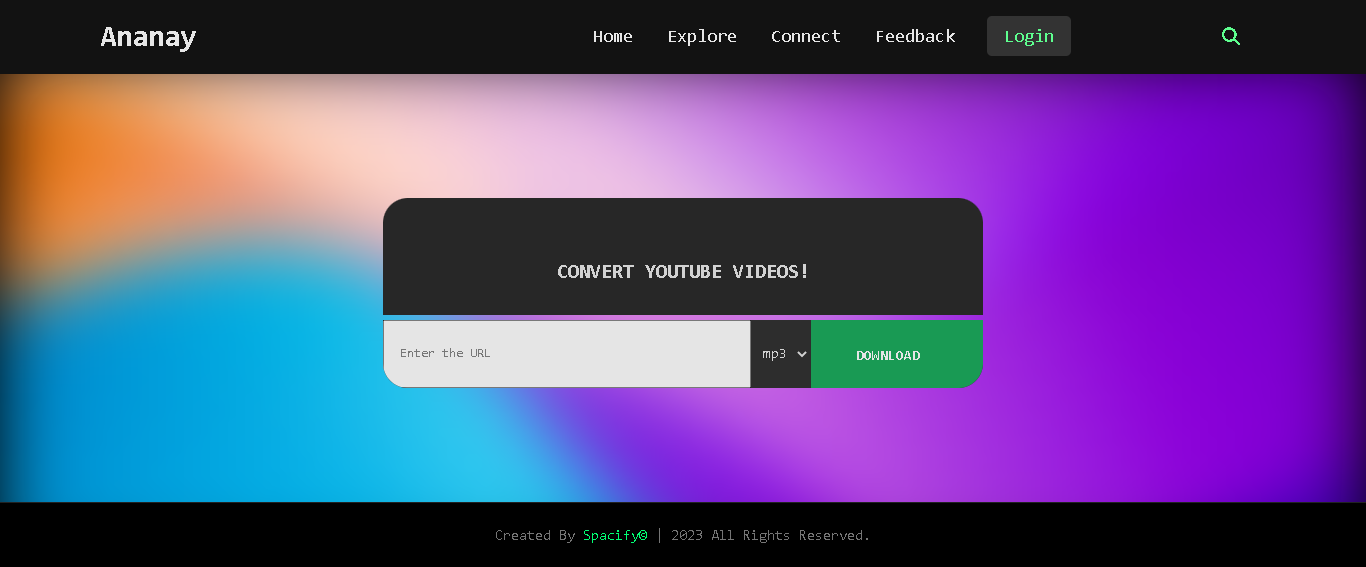 Ananay
Home Explore Connect Feedback Login
CONVERT YOUTUBE VIDEOS!
Enter the URL mp3 DOWNLOAD
Created By Spacify© | 2023 All Rights Reserved.